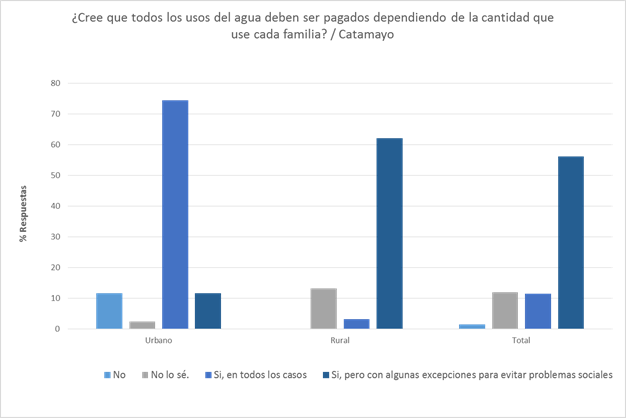 ¿Cree que todos los usos del agua deben ser pagados dependiendo de la cantidad que
use cada familia? / Catamayo
80
70
60
50
40
30
20
10
0
% Respuestas
Urbano
Rural
Total
No
No lo sé.
Si, en todos los casos
Si, pero con algunas excepciones para evitar problemas sociales